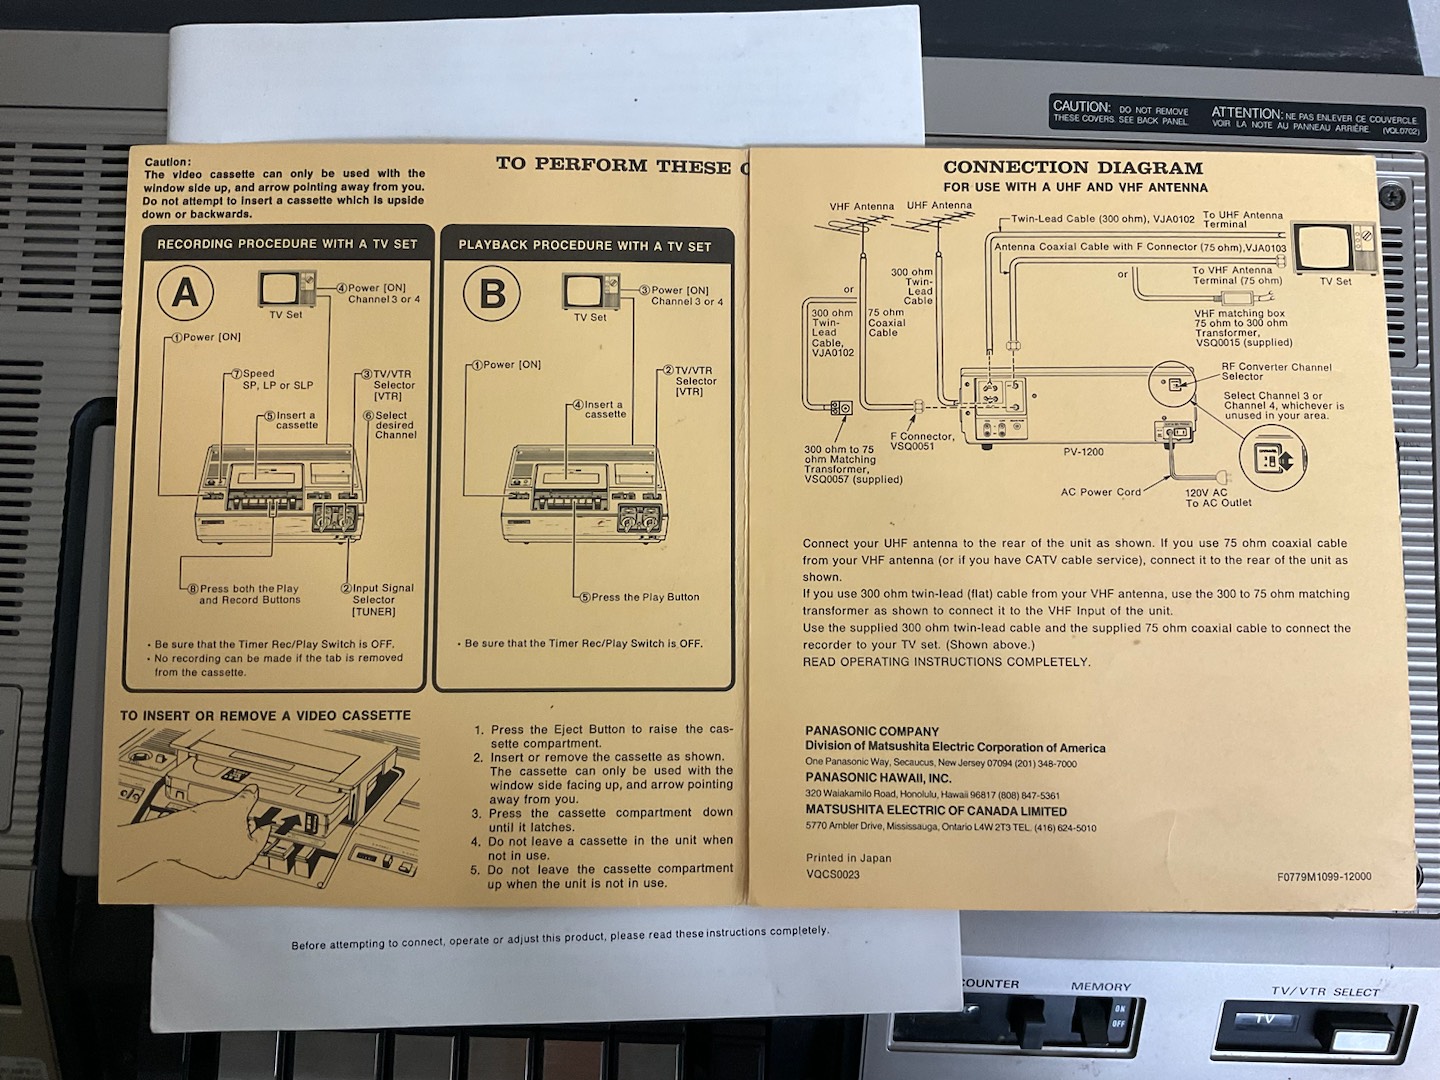 CAUTION: DO NOT REMOVE
THESE COVERS. SEE BACK PANEL.
ATTENTION: NE PAS ENLEVER CE COUVERCLE.
VOIR LA NOTE AU PANNEAU ARRIÈRE. (VQL0702)
Caution:
The video cassette can only be used with the
window side up, and arrow pointing away from you.
Do not attempt to insert a cassette which is upside
down or backwards.
TO PERFORM THESE
RECORDING PROCEDURE WITH A TV SET
A
④Power [ON]
Channel 3 or 4
TV Set
①Power [ON]
⑦Speed
SP, LP or SLP
③TV/VTR
Selector
[VTR]
⑤Insert a
cassette
⑥Select
desired
Channel
⑧Press both the Play
and Record Buttons
②Input Signal
Selector
[TUNER]
• Be sure that the Timer Rec/Play Switch is OFF.
• No recording can be made if the tab is removed
from the cassette.
PLAYBACK PROCEDURE WITH A TV SET
B
③Power [ON]
Channel 3 or 4
TV Set
①Power [ON]
②TV/VTR
Selector
[VTR]
④Insert a
cassette
⑤Press the Play Button
• Be sure that the Timer Rec/Play Switch is OFF.
TO INSERT OR REMOVE A VIDEO CASSETTE
1. Press the Eject Button to raise the cas-
sette compartment.
2. Insert or remove the cassette as shown.
The cassette can only be used with the
window side facing up, and arrow pointing
away from you.
3. Press the cassette compartment down
until it latches.
4. Do not leave a cassette in the unit when
not in use.
5. Do not leave the cassette compartment
up when the unit is not in use.
CONNECTION DIAGRAM
FOR USE WITH A UHF AND VHF ANTENNA
VHF Antenna
UHF Antenna
Twin-Lead Cable (300 ohm), VJA0102
To UHF Antenna
Terminal
Antenna Coaxial Cable with F Connector (75 ohm),VJA0103
To VHF Antenna
Terminal (75 ohm)
TV Set
or
300 ohm
Twin-
Lead
Cable
or
300 ohm
Twin-
Lead
Cable,
VJA0102
75 ohm
Coaxial
Cable
VHF matching box
75 ohm to 300 ohm
Transformer,
VSQ0015 (supplied)
RF Converter Channel
Selector
Select Channel 3 or
Channel 4, whichever is
unused in your area.
F Connector,
VSQ0051
300 ohm to 75
ohm Matching
Transformer,
VSQ0057 (supplied)
PV-1200
AC Power Cord
120V AC
To AC Outlet
Connect your UHF antenna to the rear of the unit as shown. If you use 75 ohm coaxial cable
from your VHF antenna (or if you have CATV cable service), connect it to the rear of the unit as
shown.
If you use 300 ohm twin-lead (flat) cable from your VHF antenna, use the 300 to 75 ohm matching
transformer as shown to connect it to the VHF Input of the unit.
Use the supplied 300 ohm twin-lead cable and the supplied 75 ohm coaxial cable to connect the
recorder to your TV set. (Shown above.)
READ OPERATING INSTRUCTIONS COMPLETELY.
PANASONIC COMPANY
Division of Matsushita Electric Corporation of America
One Panasonic Way, Secaucus, New Jersey 07094 (201) 348-7000
PANASONIC HAWAII, INC.
320 Waiakamilo Road, Honolulu, Hawaii 96817 (808) 847-5361
MATSUSHITA ELECTRIC OF CANADA LIMITED
5770 Ambler Drive, Mississauga, Ontario L4W 2T3 TEL. (416) 624-5010
Printed in Japan
VQCS0023
F0779M1099-12000
Before attempting to connect, operate or adjust this product, please read these instructions completely.
OUNTER
MEMORY
ON
OFF
TV/VTR SELECT
TV